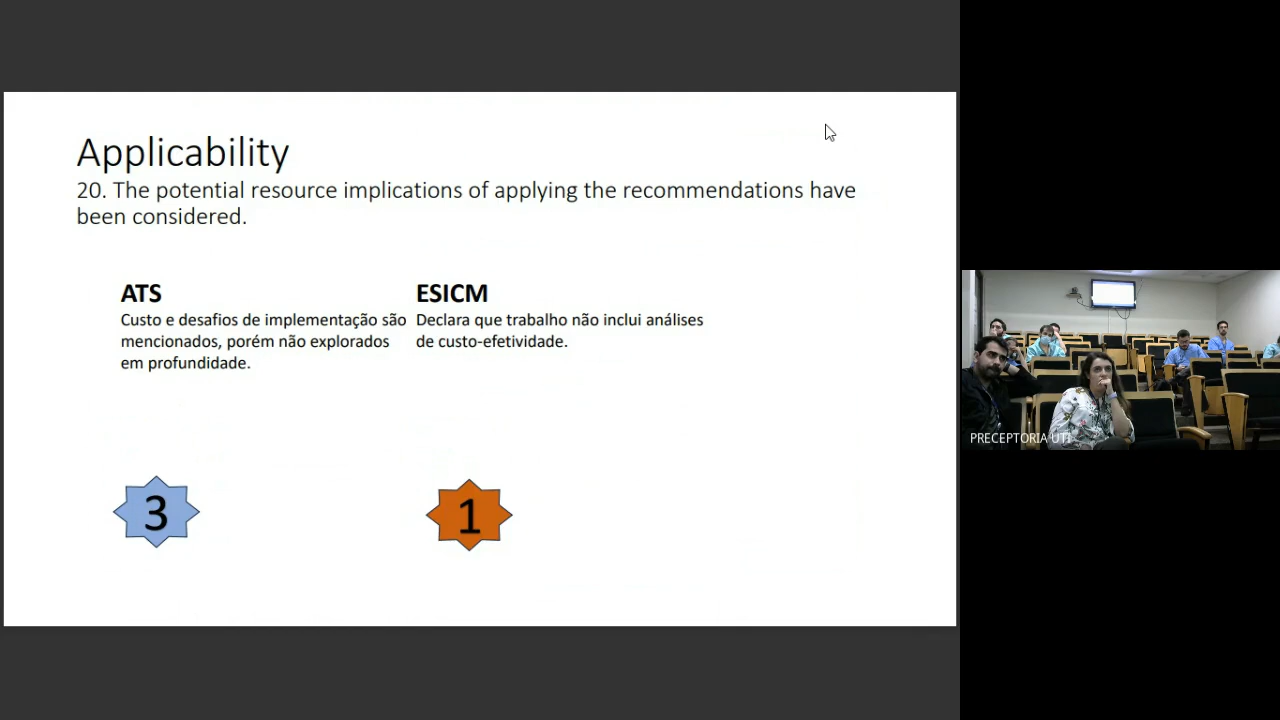 Applicability
20. The potential resource implications of applying the recommendations have
been considered.
ATS
Custo e desafios de implementação são
mencionados, porém não explorados
em profundidade.
ESICM
Declara que trabalho não inclui análises
de custo-efetividade.
3
1
PRECEPTORIA UTI